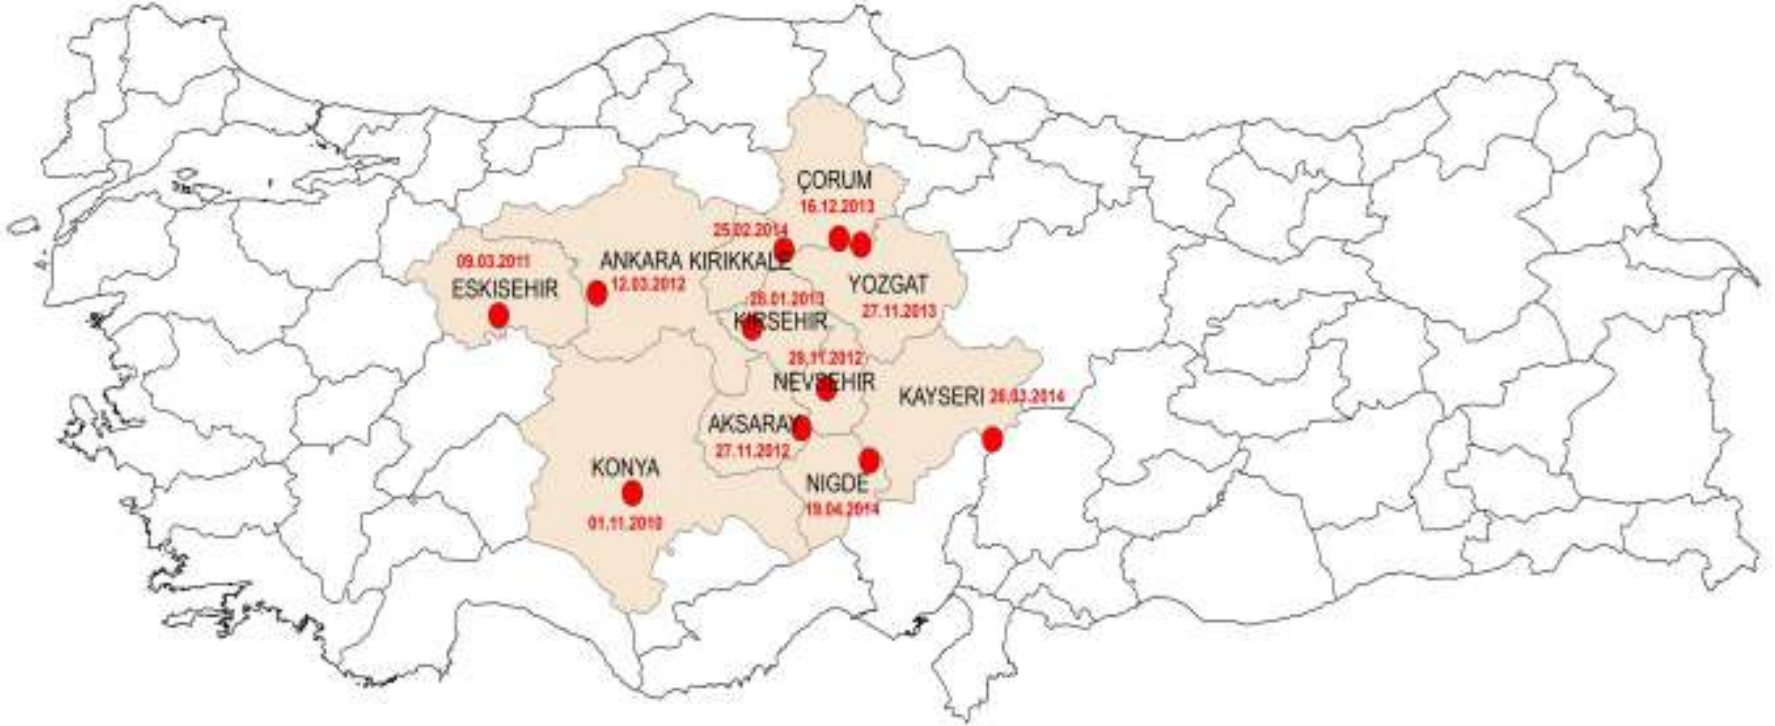 ÇORUM
16.12.2013
25.02.2014
ANKARA KIRIKKALE
12.03.2012
09.03.2011
ESKISEHIR
YOZGAT
27.11.2013
28.01.2013
KIRSEHIR
29.11.2012
NEVSEHIR
KAYSERI 26.03.2014
AKSARAY
27.11.2012
KONYA
01.11.2010
NIGDE
19.04.2014